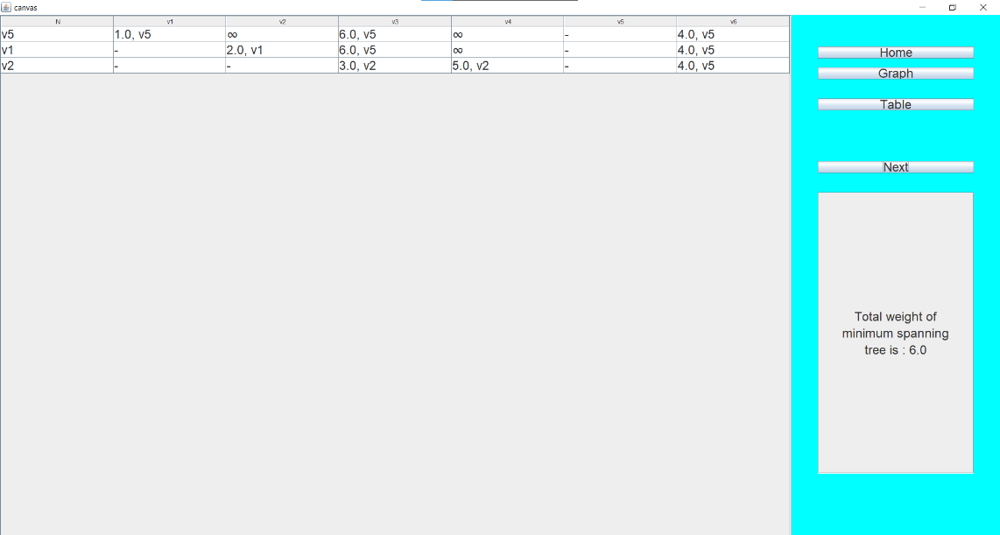 canvas
N v1 v2 v3 v4 v5 v6
v5 1.0, v5 ∞ 6.0, v5 ∞ - 4.0, v5
v1 - 2.0, v1 6.0, v5 ∞ - 4.0, v5
v2 - - 3.0, v2 5.0, v2 - 4.0, v5
Home
Graph
Table
Next
Total weight of
minimum spanning
tree is : 6.0